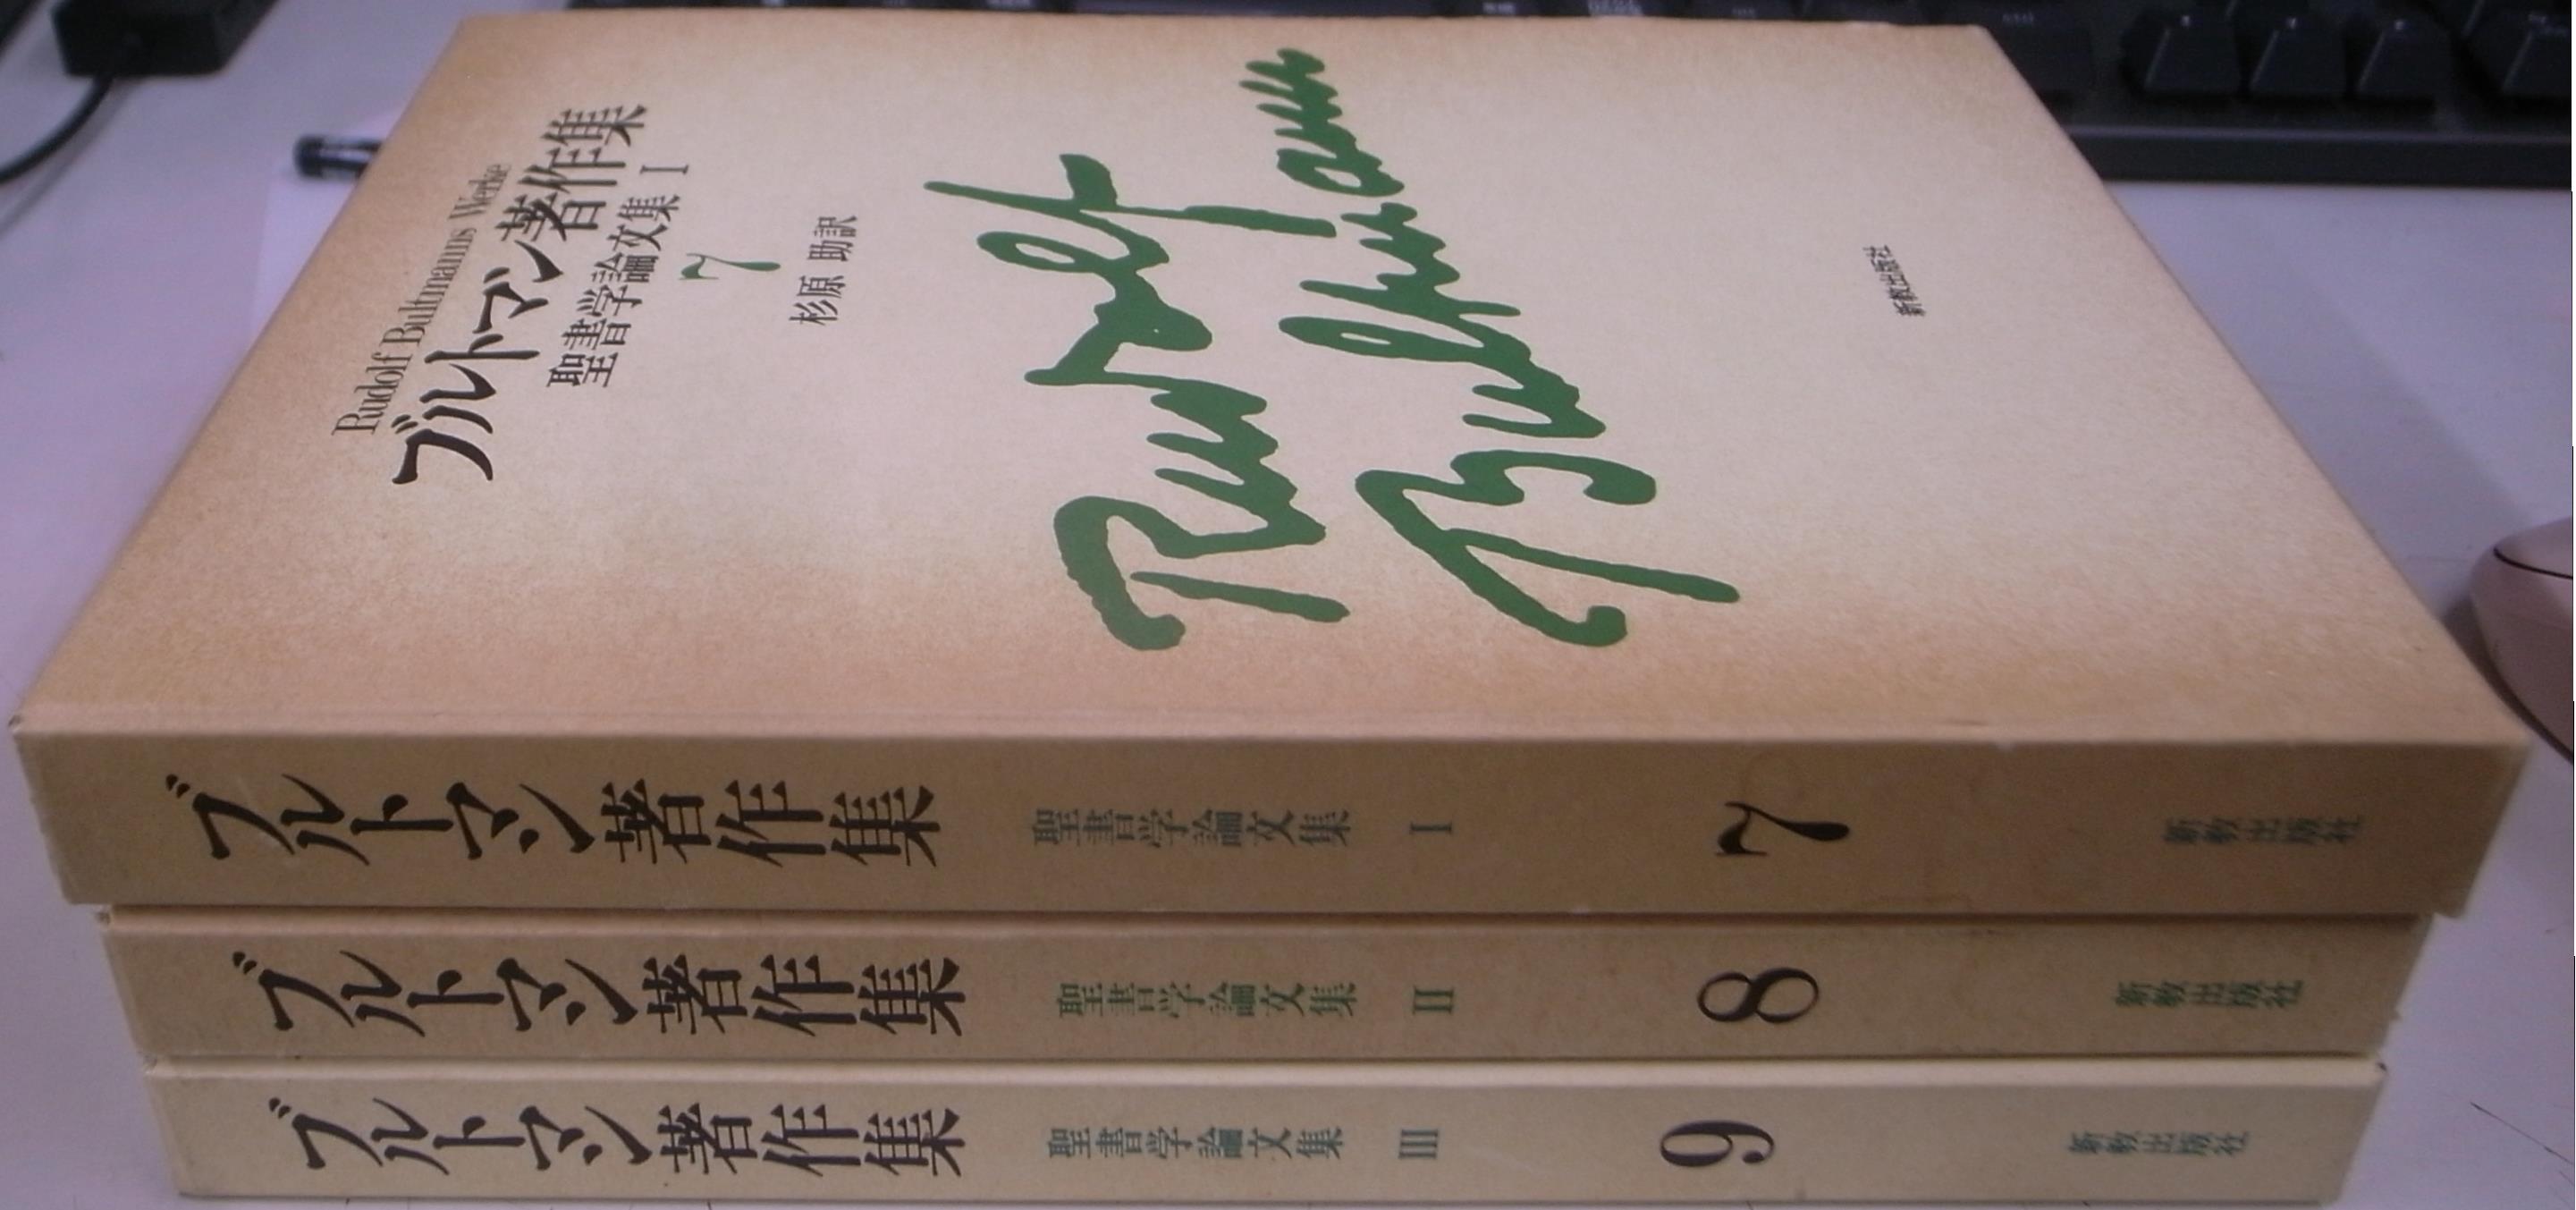 Rudolf Bultmanns Werke
ブルトマン著作集
聖書学論文集 I
7
杉原 助訳
Rudolf
Bultmann
新教出版社
ブルトマン著作集 聖書学論文集 I 7 新教出版社
ブルトマン著作集 聖書学論文集 II 8 新教出版社
ブルトマン著作集 聖書学論文集 III 9 新教出版社